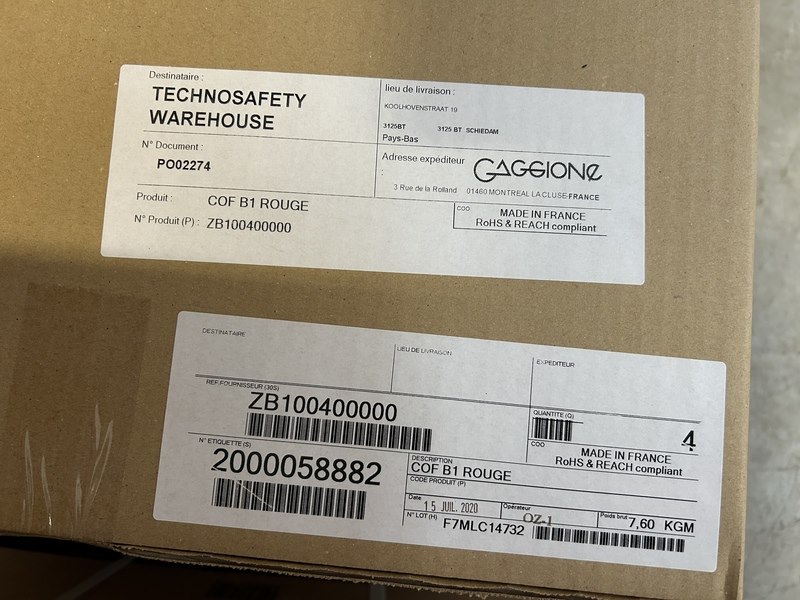 Destinataire :
TECHNOSAFETY
WAREHOUSE
N° Document :
PO02274
Produit :
COF B1 ROUGE
N° Produit (P) :
ZB100400000
lieu de livraison :
KOOLHOVENSTRAAT 19
3125BT 3125 BT SCHIEDAM
Pays-Bas
Adresse expéditeur
:
GAGGIONE
3 Rue de la Rolland 01460 MONTREAL LA CLUSE-FRANCE
COO
MADE IN FRANCE
RoHS & REACH compliant
DESTINATAIRE
LIEU DE LIVRAISON
EXPEDITEUR
REF.FOURNISSEUR (30S)
ZB100400000
QUANTITE (Q)
4
COO
MADE IN FRANCE
RoHS & REACH compliant
N° ETIQUETTE (S)
2000058882
DESCRIPTION
COF B1 ROUGE
CODE PRODUIT (P)
Date
15 JUIL. 2020
Opérateur
OZ-1
Poids brut
7,60 KGM
N° LOT (H)
F7MLC14732